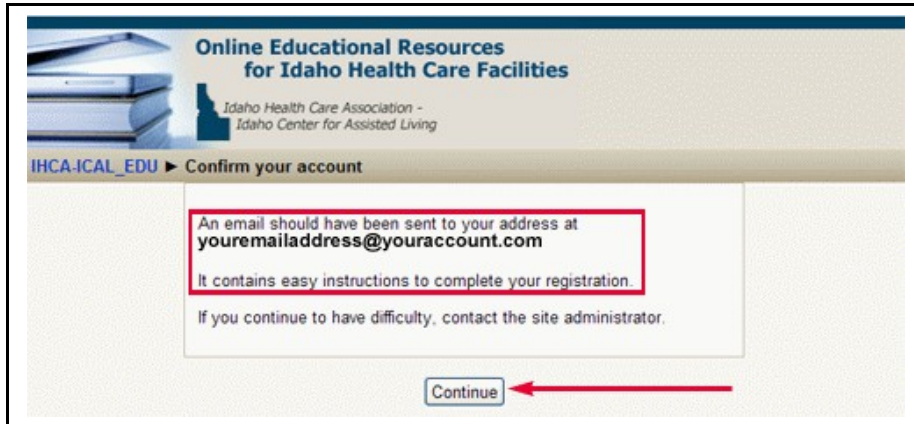 Online Educational Resources
for Idaho Health Care Facilities
Idaho Health Care Association -
Idaho Center for Assisted Living
IHCA-ICAL_EDU ► Confirm your account
An email should have been sent to your address at
youremailaddress@youraccount.com
It contains easy instructions to complete your registration.
If you continue to have difficulty, contact the site administrator.
Continue